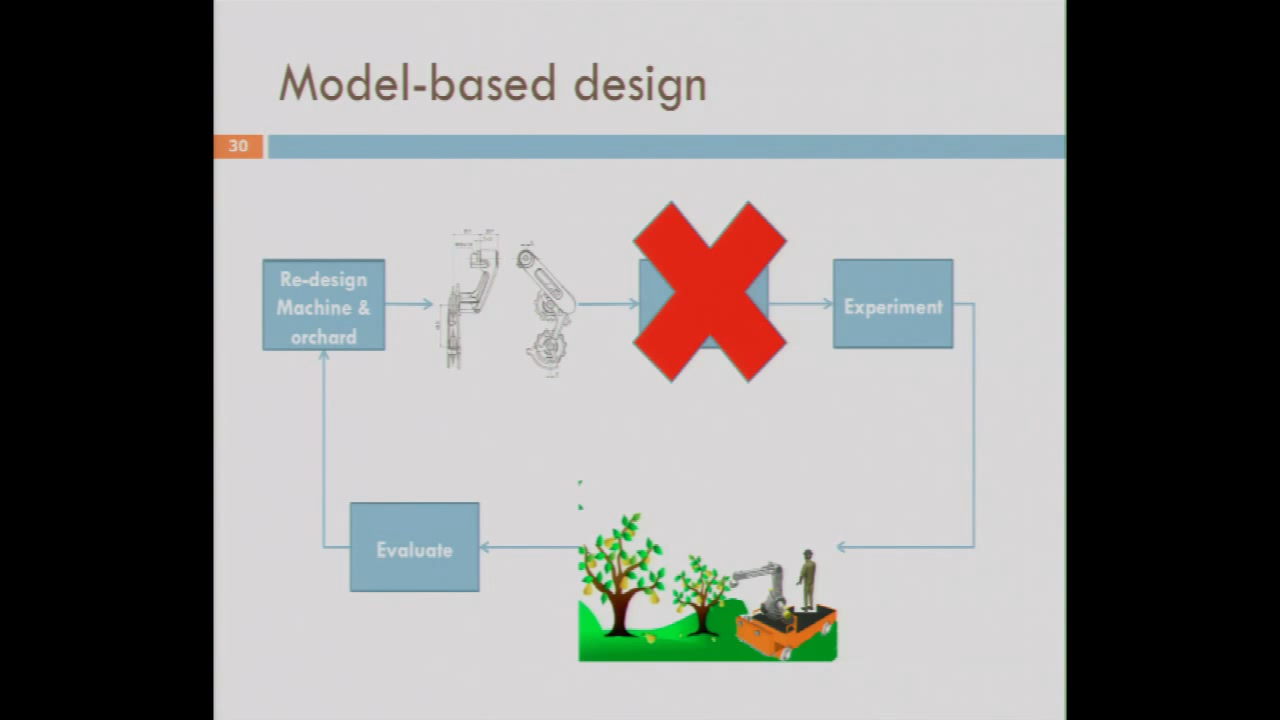 Model-based design
30
Re-design
Machine &
orchard
Experiment
Evaluate